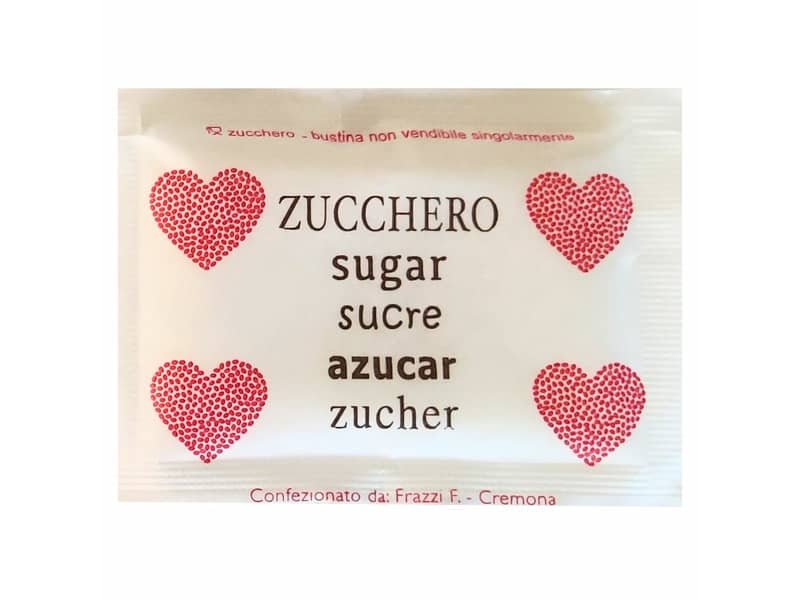 zucchero - bustina non vendibile singolarmente
ZUCCHERO
sugar
sucre
azucar
zucher
Confezionato da: Frazzi F. - Cremona